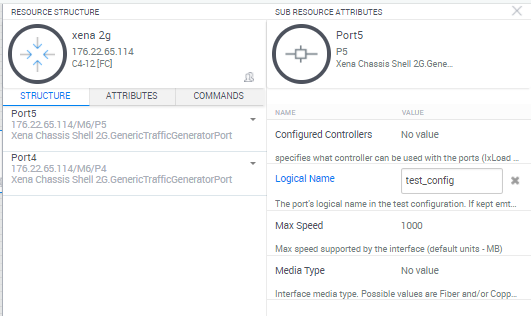 RESOURCE STRUCTURE
xena 2g
176.22.65.114
C4-12 [FC]
STRUCTURE
ATTRIBUTES
COMMANDS
Port5
176.22.65.114/M6/P5
Xena Chassis Shell 2G.GenericTrafficGeneratorPort
Port4
176.22.65.114/M6/P4
Xena Chassis Shell 2G.GenericTrafficGeneratorPort
SUB RESOURCE ATTRIBUTES
Port5
P5
Xena Chassis Shell 2G.Gene...
NAME
VALUE
Configured Controllers
No value
specifies what controller can be used with the ports (IxLoad
Logical Name
test_config
The port's logical name in the test configuration. If kept emt...
Max Speed
1000
Max speed supported by the interface (default units - MB)
Media Type
No value
Interface media type. Possible values are Fiber and/or Copp...